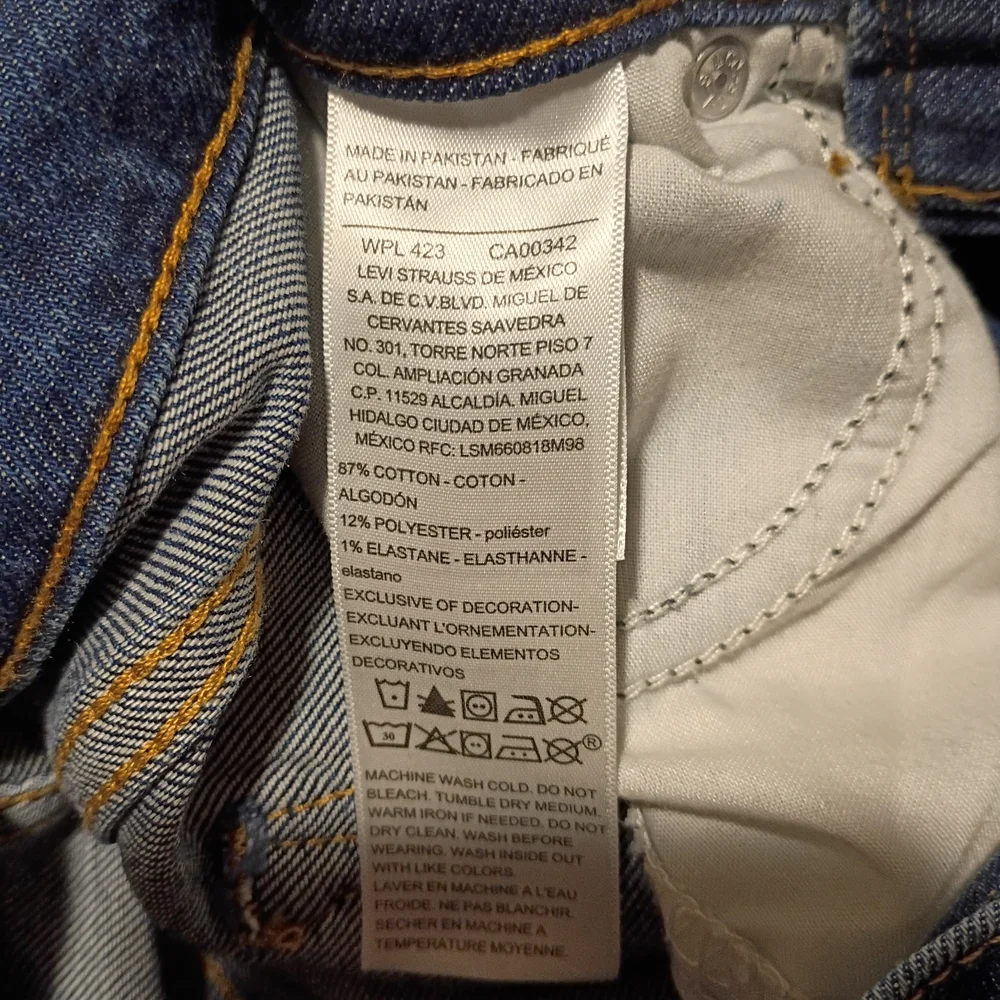 MADE IN PAKISTAN - FABRIQUÉ
AU PAKISTAN - FABRICADO EN
PAKISTÁN
WPL 423 CA00342
LEVI STRAUSS DE MÉXICO
S.A. DE C.V.BLVD. MIGUEL DE
CERVANTES SAAVEDRA
NO. 301, TORRE NORTE PISO 7
COL. AMPLIACIÓN GRANADA
C.P. 11529 ALCALDÍA. MIGUEL
HIDALGO CIUDAD DE MÉXICO,
MÉXICO RFC: LSM660818M98
87% COTTON - COTON -
ALGODÓN
12% POLYESTER - poliéster
1% ELASTANE - ELASTHANNE -
elastano
EXCLUSIVE OF DECORATION-
EXCLUANT L'ORNEMENTATION-
EXCLUYENDO ELEMENTOS
DECORATIVOS
30 ®
MACHINE WASH COLD. DO NOT
BLEACH. TUMBLE DRY MEDIUM.
WARM IRON IF NEEDED. DO NOT
DRY CLEAN. WASH BEFORE
WEARING. WASH INSIDE OUT
WITH LIKE COLORS.
LAVER EN MACHINE A L'EAU
FROIDE. NE PAS BLANCHIR.
SECHER EN MACHINE A
TEMPERATURE MOYENNE.